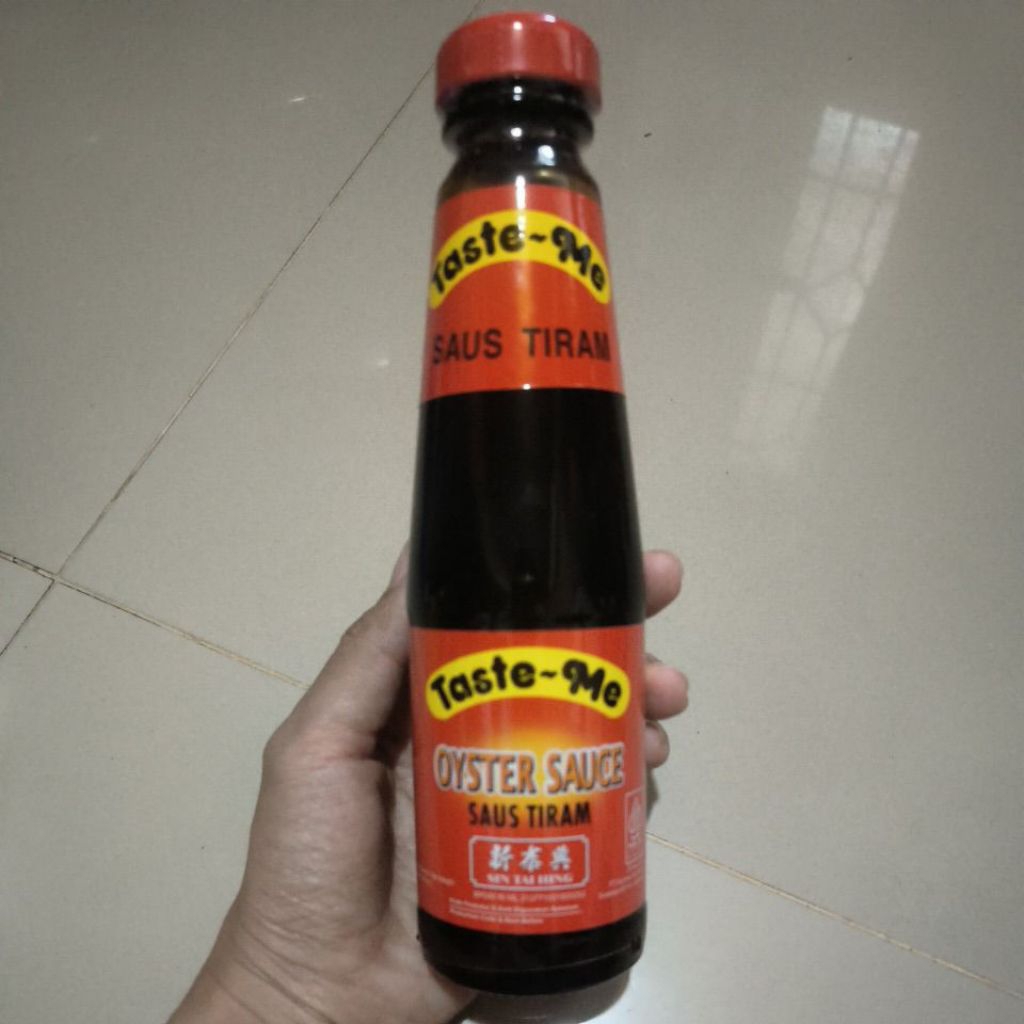 Taste~Me
SAUS TIRAM
Taste~Me
OYSTER SAUCE
SAUS TIRAM
新泰興
SIN TAI HING